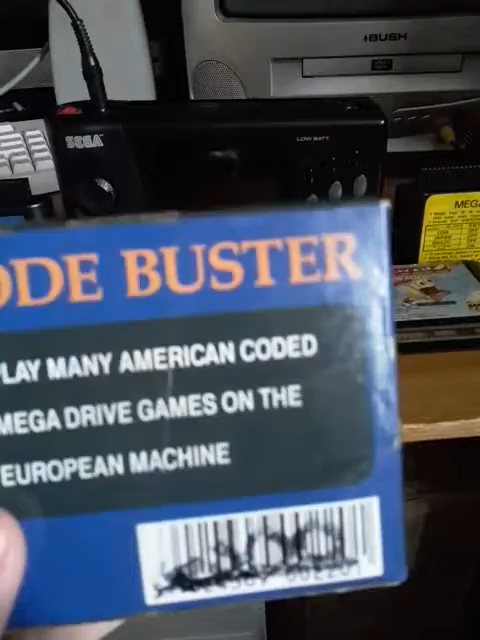 BUSH
SEGA
LOW BATT
MEGA
ODE BUSTER
PLAY MANY AMERICAN CODED
MEGA DRIVE GAMES ON THE
EUROPEAN MACHINE